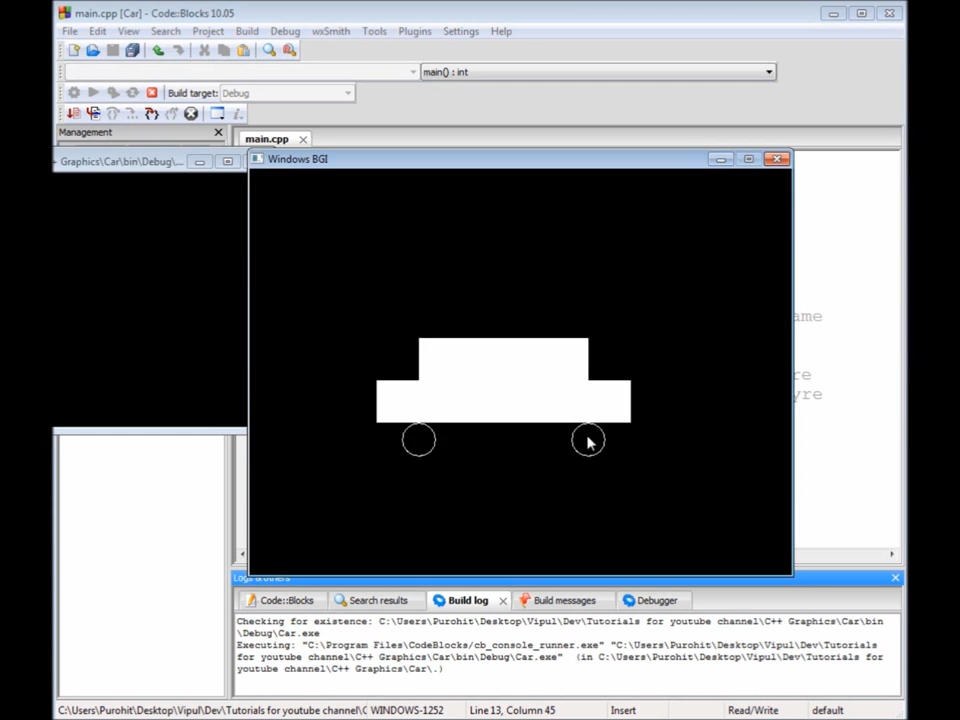 main.cpp [Car] - Code::Blocks 10.05
File Edit View Search Project Build Debug wxSmith Tools Plugins Settings Help
main() : int
Build target: Debug
Management
main.cpp
Graphics\Car\bin\Debug\...
Windows BGI
ame
re
yre
Logs & others
Code::Blocks Search results Build log Build messages Debugger
Checking for existence: C:\Users\Purohit\Desktop\Vipul\Dev\Tutorials for youtube channel\C++ Graphics\Car\bin
\Debug\Car.exe
Executing: "C:\Program Files\CodeBlocks/cb_console_runner.exe" "C:\Users\Purohit\Desktop\Vipul\Dev\Tutorials
for youtube channel\C++ Graphics\Car\bin\Debug\Car.exe" (in C:\Users\Purohit\Desktop\Vipul\Dev\Tutorials for
youtube channel\C++ Graphics\Car\.)
C:\Users\Purohit\Desktop\Vipul\Dev\Tutorials for youtube channel\C WINDOWS-1252 Line 13, Column 45 Insert Read/Write default